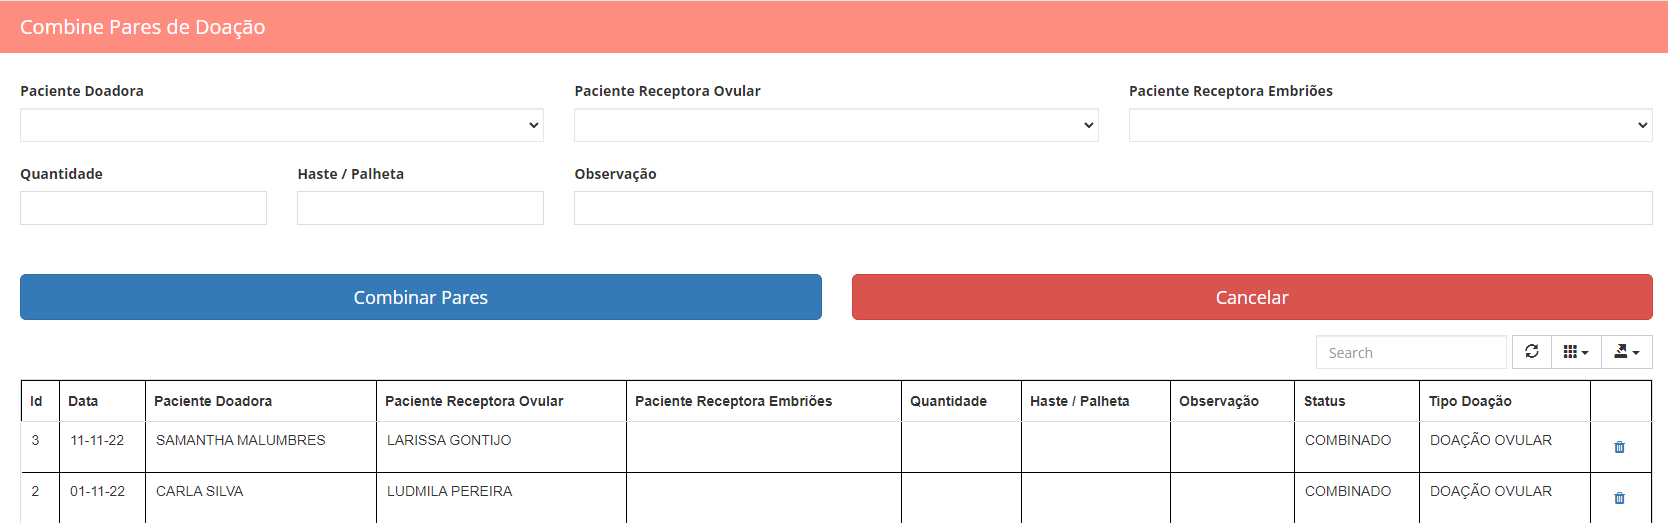 Combine Pares de Doação
Paciente Doadora Paciente Receptora Ovular Paciente Receptora Embriões
Quantidade Haste / Palheta Observação
Combinar Pares Cancelar
Search
Id Data Paciente Doadora Paciente Receptora Ovular Paciente Receptora Embriões Quantidade Haste / Palheta Observação Status Tipo Doação
3 11-11-22 SAMANTHA MALUMBRES LARISSA GONTIJO COMBINADO DOAÇÃO OVULAR
2 01-11-22 CARLA SILVA LUDMILA PEREIRA COMBINADO DOAÇÃO OVULAR